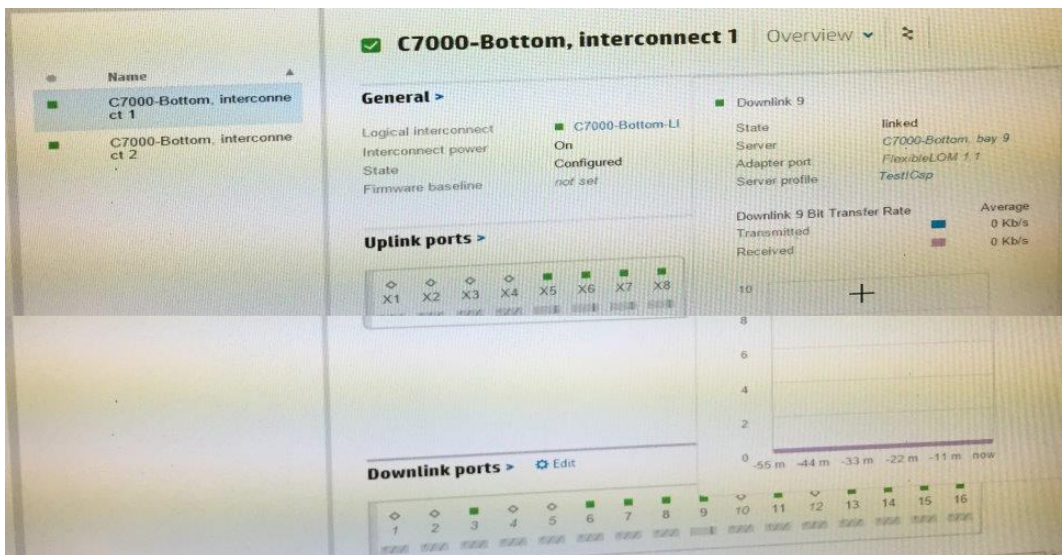 C7000-Bottom, interconnect 1 Overview
Name
C7000-Bottom, interconne
ct 1
C7000-Bottom, interconne
ct 2
General >
Logical interconnect C7000-Bottom-LI
Interconnect power On
State Configured
Firmware baseline not set
Uplink ports >
X1 X2 X3 X4 X5 X6 X7 X8
Downlink 9
State linked
Server C7000-Bottom, bay 9
Adapter port FlexibleLOM 1:1
Server profile
Downlink 9 Bit Transfer Rate Average
Transmitted 0 Kb/s
Received 0 Kb/s
10
8
6
4
2
0
-55 m -44 m -33 m -22 m -11 m now
Downlink ports > Edit
1 2 3 4 5 6 7 8 9 10 11 12 13 14 15 16